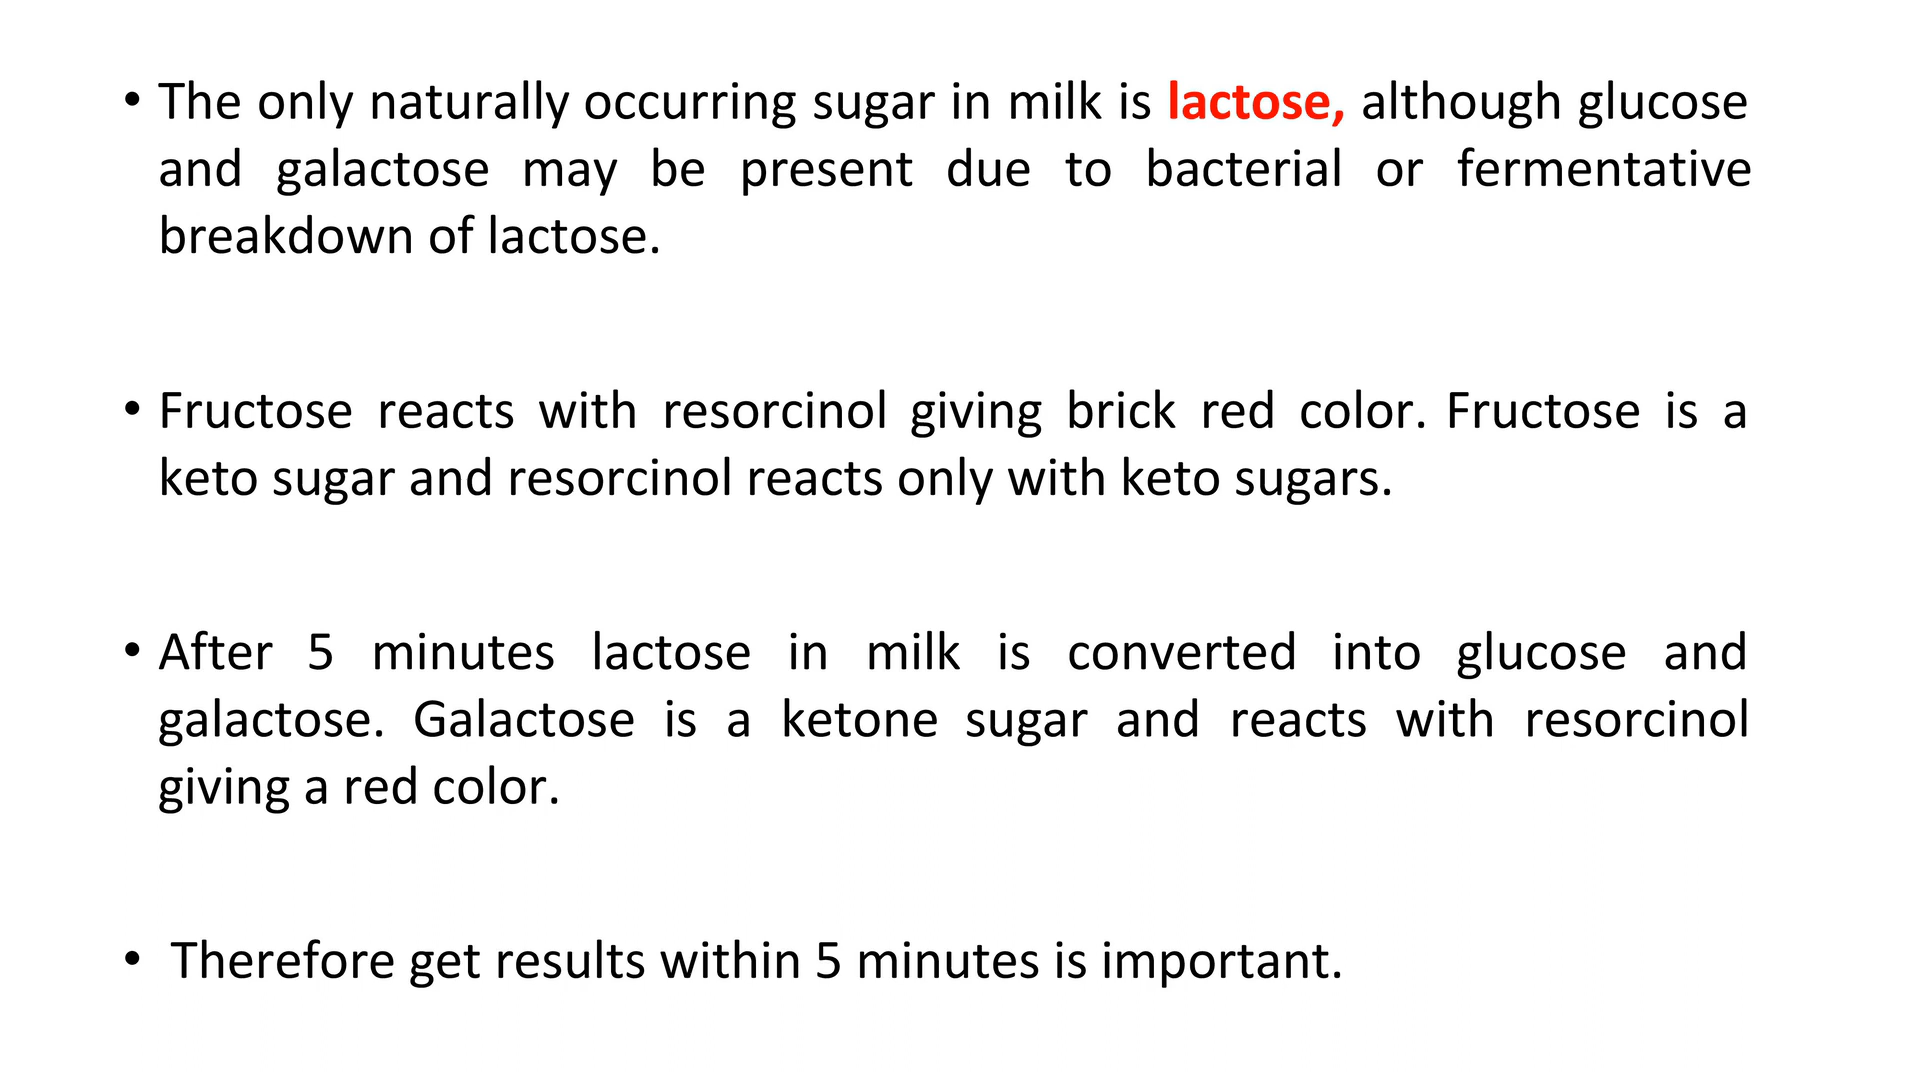 • The only naturally occurring sugar in milk is lactose, although glucose
and galactose may be present due to bacterial or fermentative
breakdown of lactose.
• Fructose reacts with resorcinol giving brick red color. Fructose is a
keto sugar and resorcinol reacts only with keto sugars.
• After 5 minutes lactose in milk is converted into glucose and
galactose. Galactose is a ketone sugar and reacts with resorcinol
giving a red color.
• Therefore get results within 5 minutes is important.